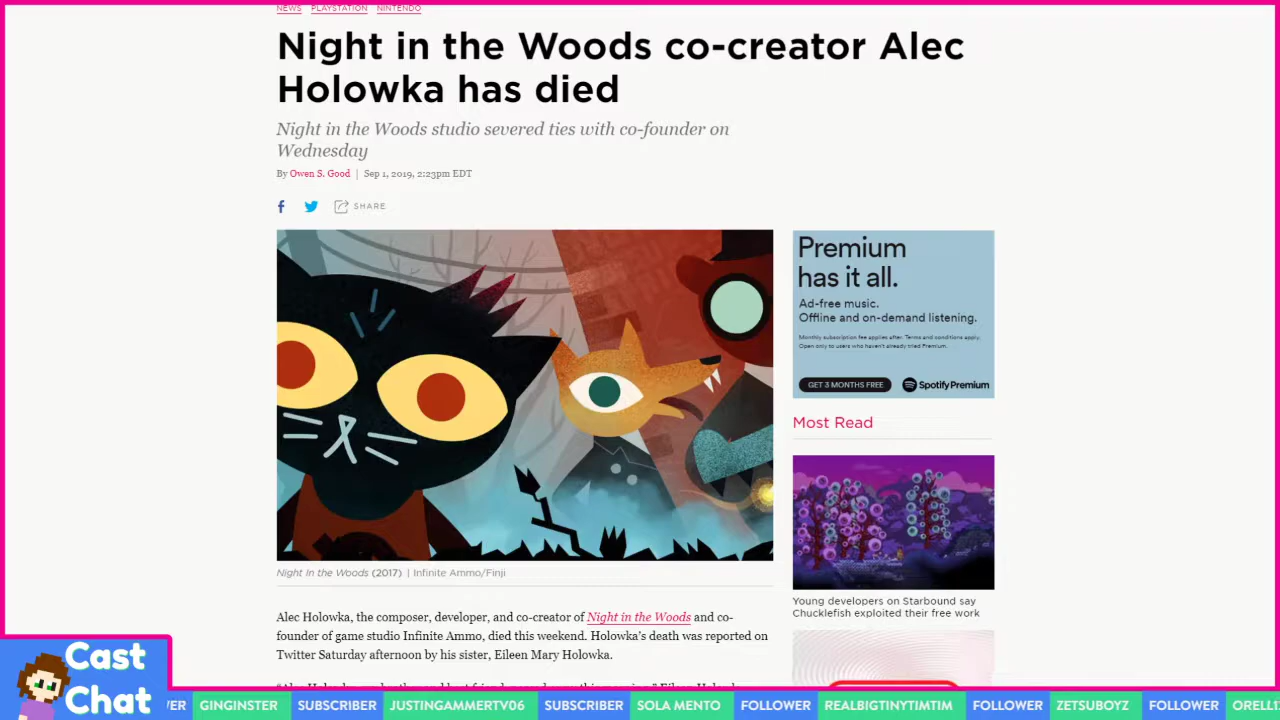 NEWS PLAYSTATION NINTENDO
Night in the Woods co-creator Alec
Holowka has died
Night in the Woods studio severed ties with co-founder on
Wednesday
By Owen S. Good | Sep 1, 2019, 2:23pm EDT
SHARE
Premium
has it all.
Ad-free music.
Offline and on-demand listening.
Monthly subscription fee applies after. Terms and conditions apply.
Open only to users who haven't already tried Premium.
GET 3 MONTHS FREE Spotify Premium
Most Read
Night In the Woods (2017) | Infinite Ammo/Finji
Young developers on Starbound say
Chucklefish exploited their free work
Alec Holowka, the composer, developer, and co-creator of Night in the Woods and co-
founder of game studio Infinite Ammo, died this weekend. Holowka's death was reported on
Twitter Saturday afternoon by his sister, Eileen Mary Holowka.
Cast
Chat
VER GINGINSTER SUBSCRIBER JUSTINGAMMERTV06 SUBSCRIBER SOLA MENTO FOLLOWER REALBIGTINYTIMTIM FOLLOWER ZETSUBOYZ FOLLOWER ORELL1